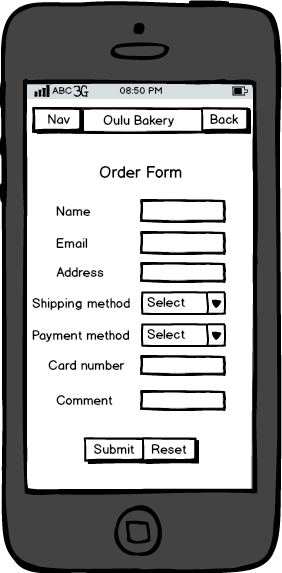 ABC 3G 08:50 PM
Nav Oulu Bakery Back
Order Form
Name
Email
Address
Shipping method Select
Payment method Select
Card number
Comment
Submit Reset